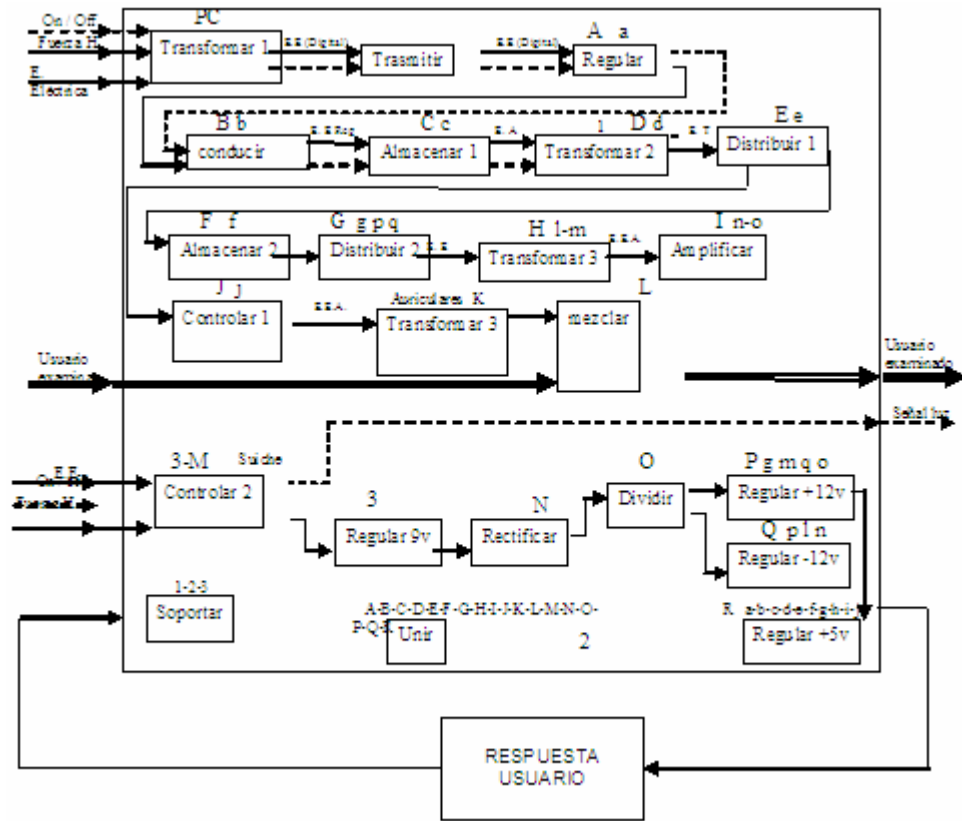 On / Off
PC
Fuerza H.
Transformar 1
E.E (Digital)
E.E (Digital)
A a
Trasmitir
Regular
E.
Eléctrica
B b
C c
1 D d
E e
conducir
E. A
E. T
Almacenar 1
Transformar 2
Distribuir 1
F f
G g p q
H l-m
I n-o
Almacenar 2
Distribuir 2
E. E
Transformar 3
E.E.A.
Amplificar
J j
Auriculares K
L
Controlar 1
E.E.A.
Transformar 3
mezclar
Usuario
Usuario
examinado
Señal luz
3-M
Suiche
E.E.
O
P g m q o
Controlar 2
Dividir
Regular +12v
3
N
Q p l n
Regular 9v
Rectificar
Regular -12v
1-2-3
Soportar
A-B-C-D-E-F-G-H-I-J-K-L-M-N-O-
R a-b-c-d-e-f-g-h-i-j
Unir
2
Regular +5v
RESPUESTA
USUARIO